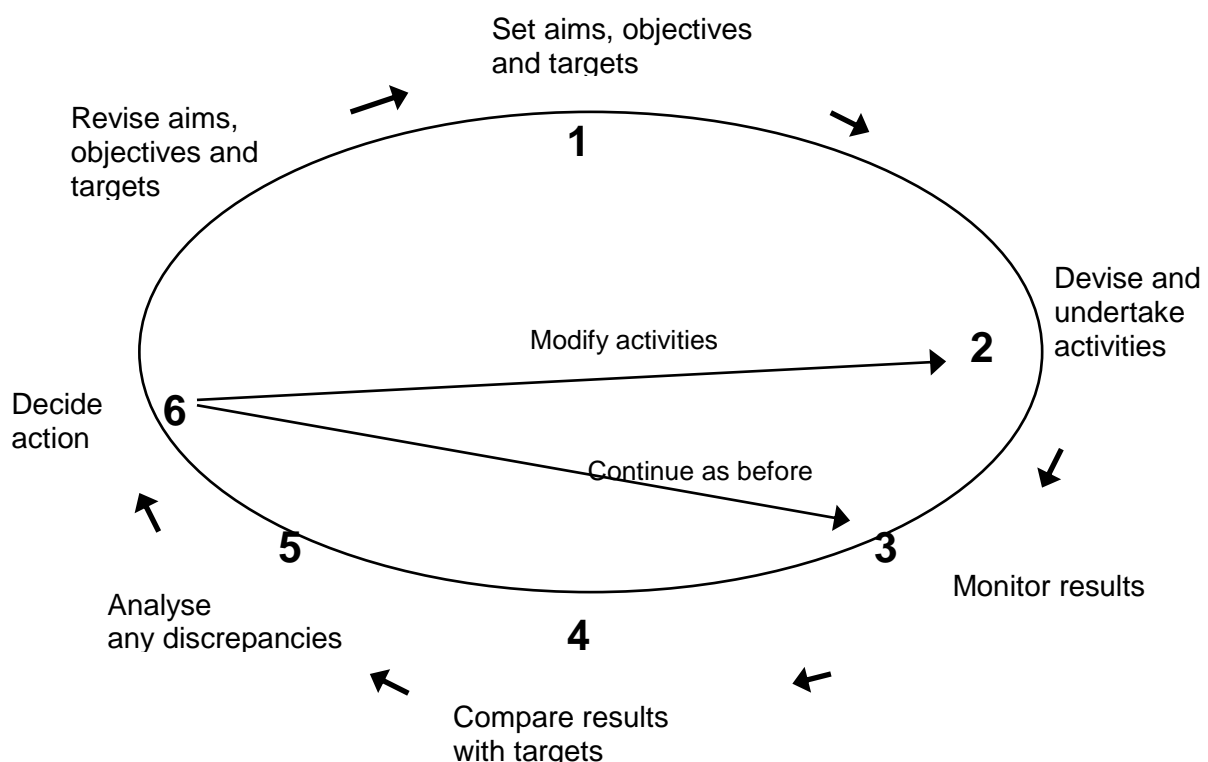 Set aims, objectives
and targets
Revise aims,
objectives and
targets
1
Devise and
undertake
activities
Modify activities
2
Decide
action
6
Continue as before
5
3
Monitor results
Analyse
any discrepancies
4
Compare results
with targets